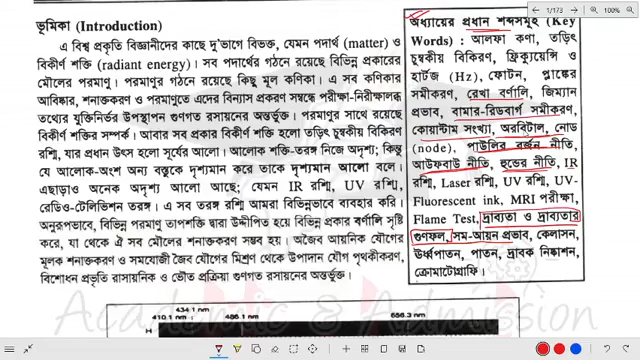 1 /173
100%
ভূমিকা (Introduction)
এ বিশ্ব প্রকৃতি বিজ্ঞানীদের কাছে দু'ভাগে বিভক্ত, যেমন পদার্থ (matter) ও
বিকীর্ণ শক্তি (radiant energy)। সব পদার্থের গঠনে রয়েছে বিভিন্ন প্রকারের
মৌলের পরমাণু। পরমাণুর গঠনে রয়েছে কিছু মূল কণিকা। এ সব কণিকার
আবিষ্কার, শনাক্তকরণ ও পরমাণুতে এদের বিন্যাস প্রকরণ সম্বন্ধে পরীক্ষা-নিরীক্ষালব্ধ
তথ্যের যুক্তিনির্ভর উপস্থাপন গুণগত রসায়নের অন্তর্ভুক্ত। পরমাণুর সাথে রয়েছে
বিকীর্ণ শক্তির সম্পর্ক। আবার সব প্রকার বিকীর্ণ শক্তি হলো তড়িৎ চুম্বকীয় বিকিরণ
রশ্মি, যার প্রধান উৎস হলো সূর্যের আলো। আলোক শক্তি-তরঙ্গ নিজে অদৃশ্য; কিন্তু
যে আলোক-অংশ অন্য বস্তুকে দৃশ্যমান করে তাকে দৃশ্যমান আলো বলে।
এছাড়াও অনেক অদৃশ্য আলো আছে; যেমন IR রশ্মি, UV রশ্মি,
রেডিও-টেলিভিশন তরঙ্গ। এ সব তরঙ্গ রশ্মি আমরা বিভিন্নভাবে ব্যবহার করি।
অনুরূপভাবে, বিভিন্ন পরমাণু তাপশক্তি দ্বারা উদ্দীপিত হয়ে বিভিন্ন প্রকার বর্ণালি সৃষ্টি
করে, যা থেকে ঐ সব মৌলের শনাক্তকরণ সম্ভব হয়। অজৈব আয়নিক যৌগের
মূলক শনাক্তকরণ ও সমযোজী জৈব যৌগের মিশ্রণ থেকে উপাদান যৌগ পৃথকীকরণ,
বিশোধন প্রভৃতি রাসায়নিক ও ভৌত প্রক্রিয়া গুণগত রসায়নের অন্তর্ভুক্ত।
অধ্যায়ের প্রধান শব্দসমূহ (Key
Words) : আলফা কণা, তড়িৎ
চুম্বকীয় বিকিরণ, ফ্রিকুয়েন্সি ও
হার্টজ (Hz), ফোটন, প্লাঙ্কের
সমীকরণ, রেখা বর্ণালি, জিম্যান
প্রভাব, বামার-রিডবার্গ সমীকরণ,
কোয়ান্টাম সংখ্যা, অরবিটাল, নোড
(node), পাউলির বর্জন নীতি,
আউফবাউ নীতি, হুন্ডের নীতি, IR
রশ্মি, Laser রশ্মি, UV রশ্মি, UV-
Fluorescent ink, MRI পরীক্ষা,
Flame Test, দ্রাব্যতা ও দ্রাব্যতার
গুণফল, সম-আয়ন প্রভাব, কেলাসন,
ঊর্ধ্বপাতন, পাতন, দ্রাবক নিষ্কাশন,
ক্রোমাটোগ্রাফি।
434.1 nm
410.1 nm 486.1 nm 656.3 nm
H
Academic & Admission